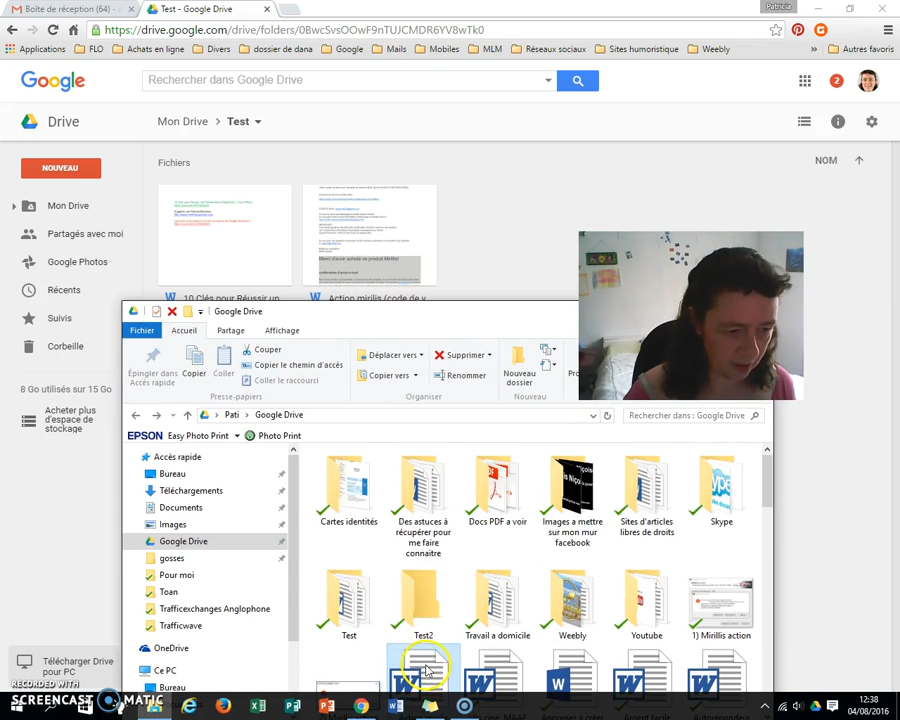 Boîte de réception (64) - d
Test - Google Drive
Patricia
https://drive.google.com/drive/folders/0BwcSvsOOwF9nTUJCMDR6YV8wTk0
Applications FLO Achats en ligne Divers dossier de dana Google Mails Mobiles MLM Réseaux sociaux Sites humoristique Weebly » Autres favoris
Google
Rechercher dans Google Drive
2
Drive
Mon Drive > Test
NOUVEAU
Fichiers
NOM
Mon Drive
Partagés avec moi
Google Photos
Récents
Suivis
Corbeille
8 Go utilisés sur 15 Go
Acheter plus
d'espace de
stockage
Merci d'avoir acheté ce produit Mirillis!
10 Clés pour Réussir un
Action mirilis (code de v
Google Drive
Fichier Accueil Partage Affichage
Épingler dans
Accès rapide
Copier
Coller
Couper
Copier le chemin d'accès
Coller le raccourci
Presse-papiers
Déplacer vers
Copier vers
Supprimer
Renommer
Organiser
Nouveau
dossier
Nouveau
Pati > Google Drive
Rechercher dans : Google Drive
EPSON Easy Photo Print Photo Print
Accès rapide
Bureau
Téléchargements
Documents
Images
Google Drive
gosses
Pour moi
Toan
Trafficexchanges Anglophone
Trafficwave
OneDrive
Ce PC
Bureau
Cartes identités
Des astuces à
récupérer pour
me faire
connaitre
Docs PDF a voir
Images a mettre
sur mon mur
facebook
Sites d'articles
libres de droits
Skype
Test
Test2
Travail a domicile
Weebly
Youtube
1) Mirillis action
Télécharger Drive
pour PC
RECORDED WITH
SCREENCAST MATIC
12:38
04/08/2016